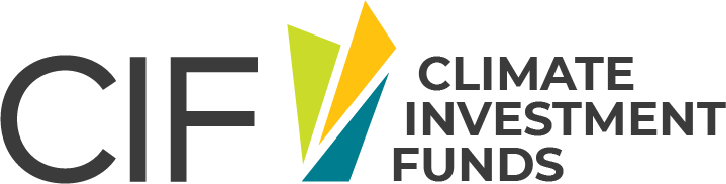 CIF
CLIMATE
INVESTMENT
FUNDS